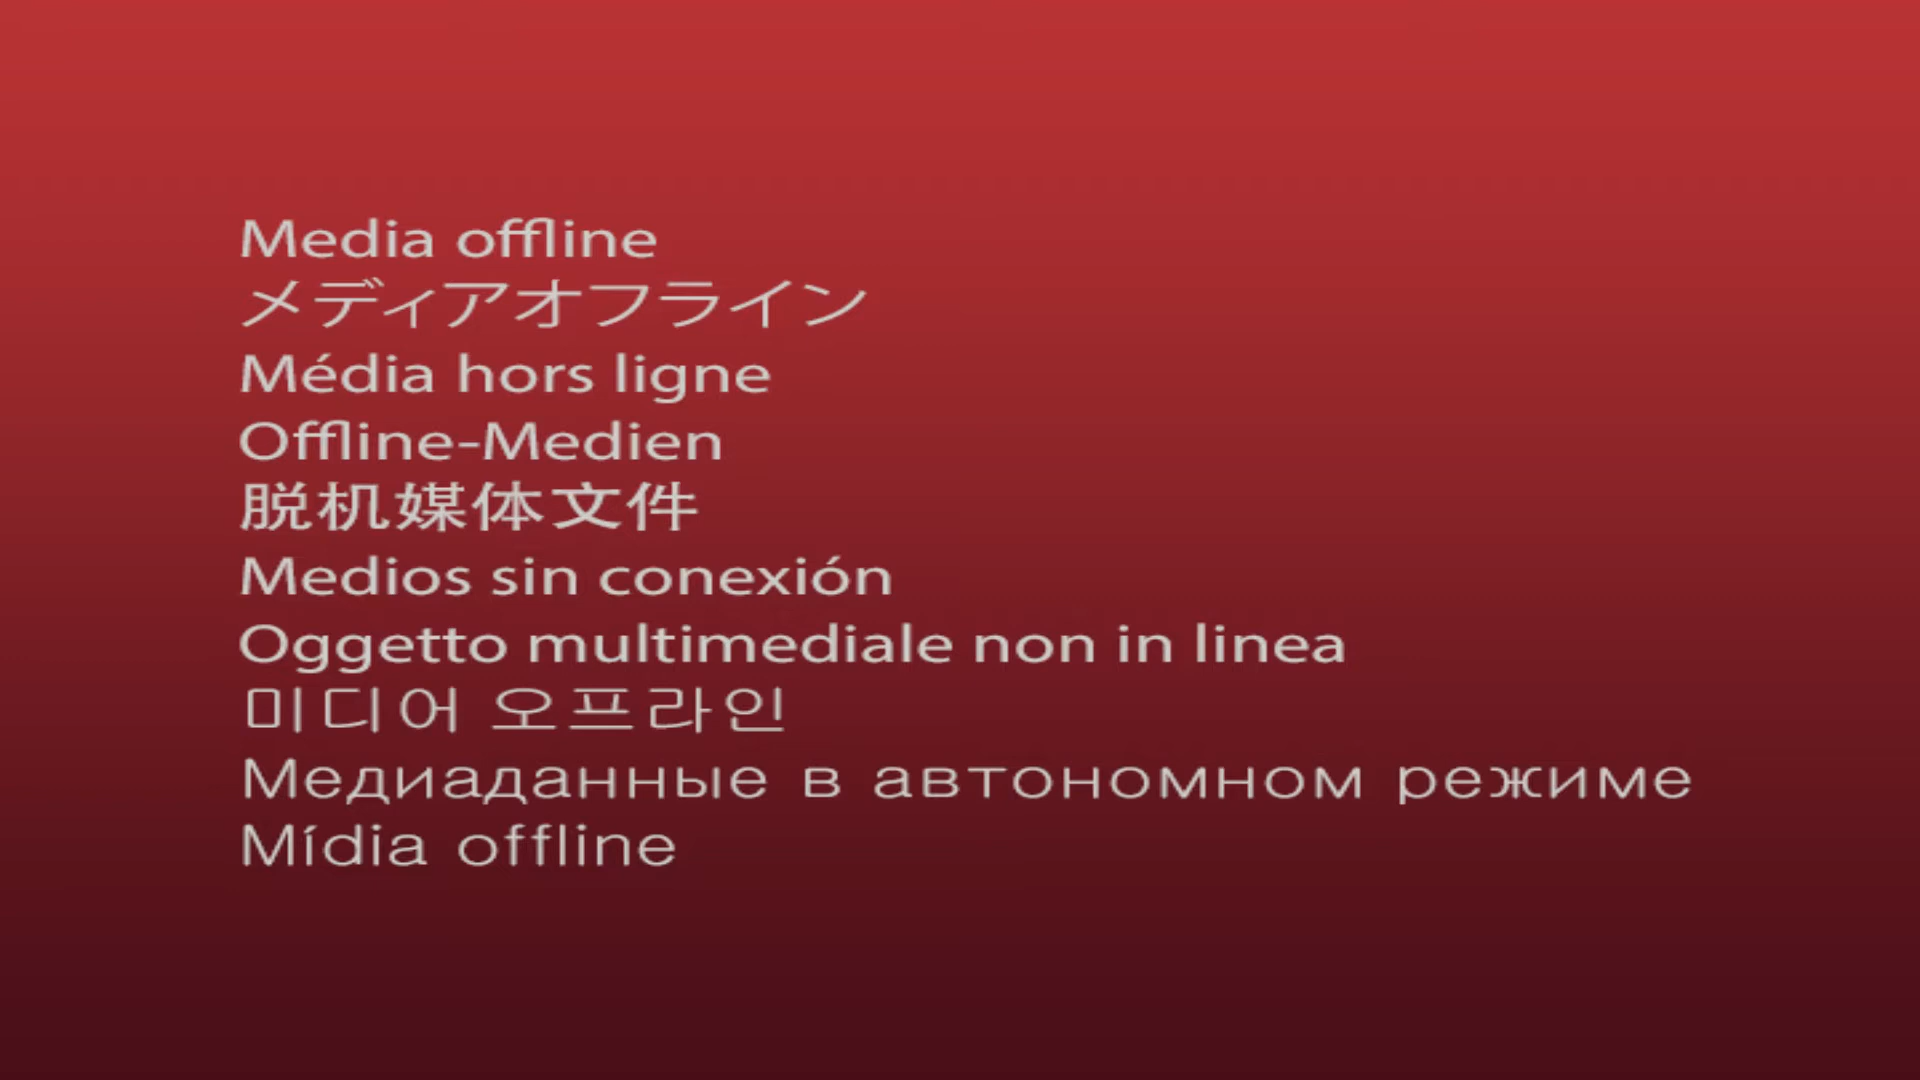 Media offline
メディアオフライン
Média hors ligne
Offline-Medien
脱机媒体文件
Medios sin conexión
Oggetto multimediale non in linea
미디어 오프라인
Медиаданные в автономном режиме
Mídia offline